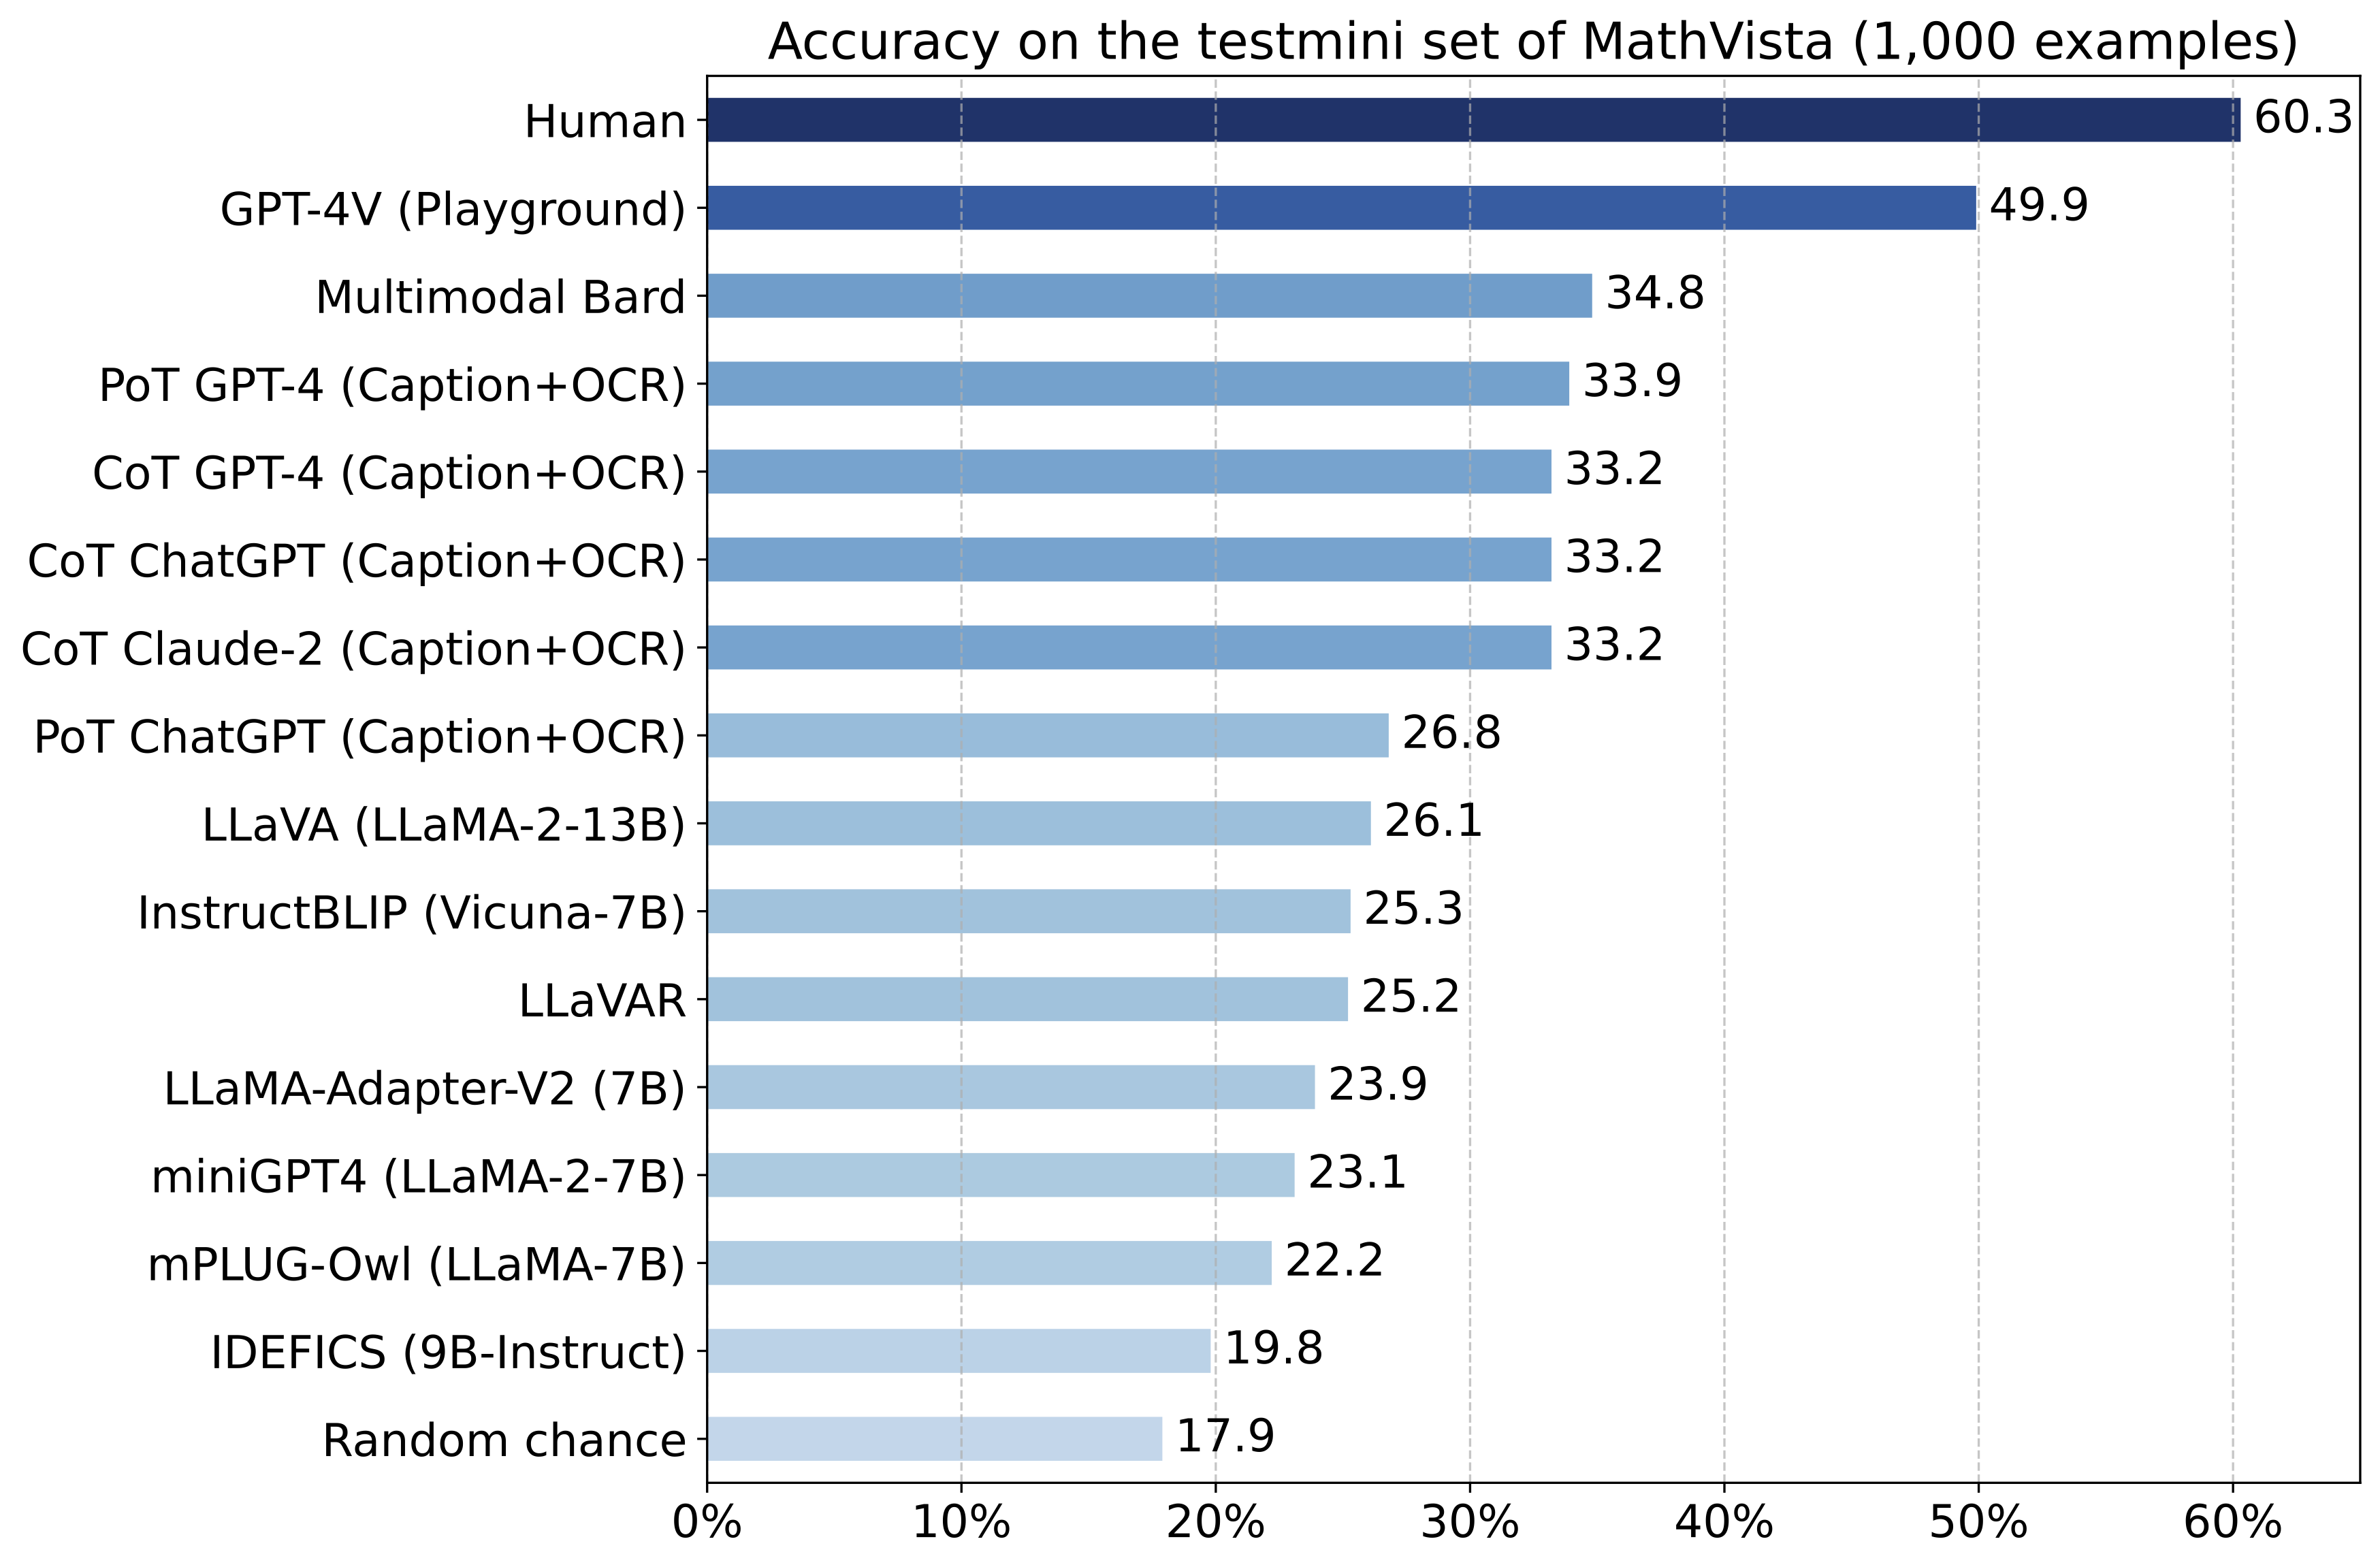 Accuracy on the testmini set of MathVista (1,000 examples)
Human 60.3
GPT-4V (Playground) 49.9
Multimodal Bard 34.8
PoT GPT-4 (Caption+OCR) 33.9
CoT GPT-4 (Caption+OCR) 33.2
CoT ChatGPT (Caption+OCR) 33.2
CoT Claude-2 (Caption+OCR) 33.2
PoT ChatGPT (Caption+OCR) 26.8
LLaVA (LLaMA-2-13B) 26.1
InstructBLIP (Vicuna-7B) 25.3
LLaVAR 25.2
LLaMA-Adapter-V2 (7B) 23.9
miniGPT4 (LLaMA-2-7B) 23.1
mPLUG-Owl (LLaMA-7B) 22.2
IDEFICS (9B-Instruct) 19.8
Random chance 17.9
0% 10% 20% 30% 40% 50% 60%